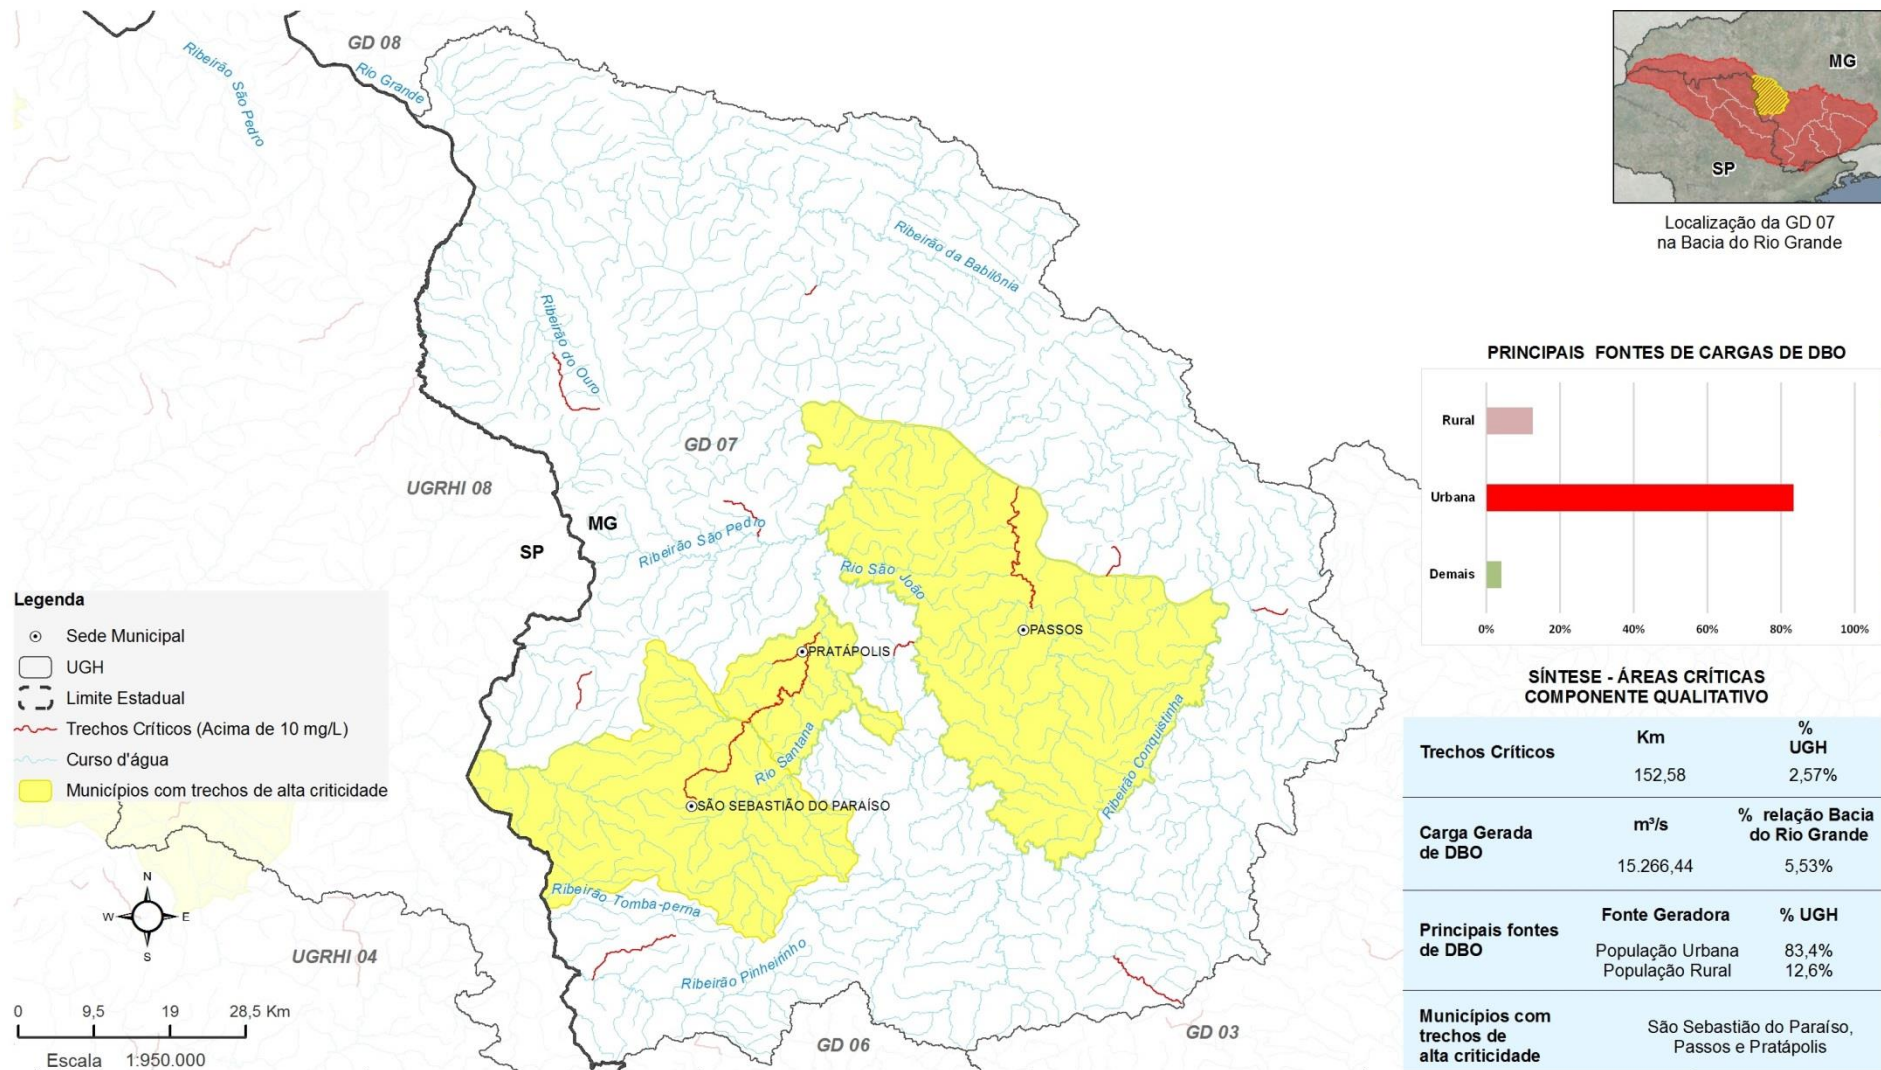 GD 08
Rio Grande
Ribeirão São Pedro
Ribeirão da Babilônia
Ribeirão do Ouro
GD 07
UGRHI 08
MG
SP
Ribeirão São Pedro
Rio São João
PASSOS
PRATÁPOLIS
Rio Santana
Ribeirão Conquistinha
SÃO SEBASTIÃO DO PARAÍSO
Ribeirão Tomba-perna
Ribeirão Pinheirinho
UGRHI 04
GD 06
GD 03
Legenda
Sede Municipal
UGH
Limite Estadual
Trechos Críticos (Acima de 10 mg/L)
Curso d'água
Municípios com trechos de alta criticidade
N
W E
S
0 9,5 19 28,5 Km
Escala 1:950.000
MG
SP
Localização da GD 07
na Bacia do Rio Grande
PRINCIPAIS FONTES DE CARGAS DE DBO
Rural
Urbana
Demais
0% 20% 40% 60% 80% 100%
SÍNTESE - ÁREAS CRÍTICAS
COMPONENTE QUALITATIVO
Trechos Críticos
Km
%
UGH
152,58 2,57%
Carga Gerada
de DBO
m³/s
% relação Bacia
do Rio Grande
15.266,44 5,53%
Principais fontes
de DBO
Fonte Geradora % UGH
População Urbana 83,4%
População Rural 12,6%
Municípios com
trechos de
alta criticidade
São Sebastião do Paraíso,
Passos e Pratápolis